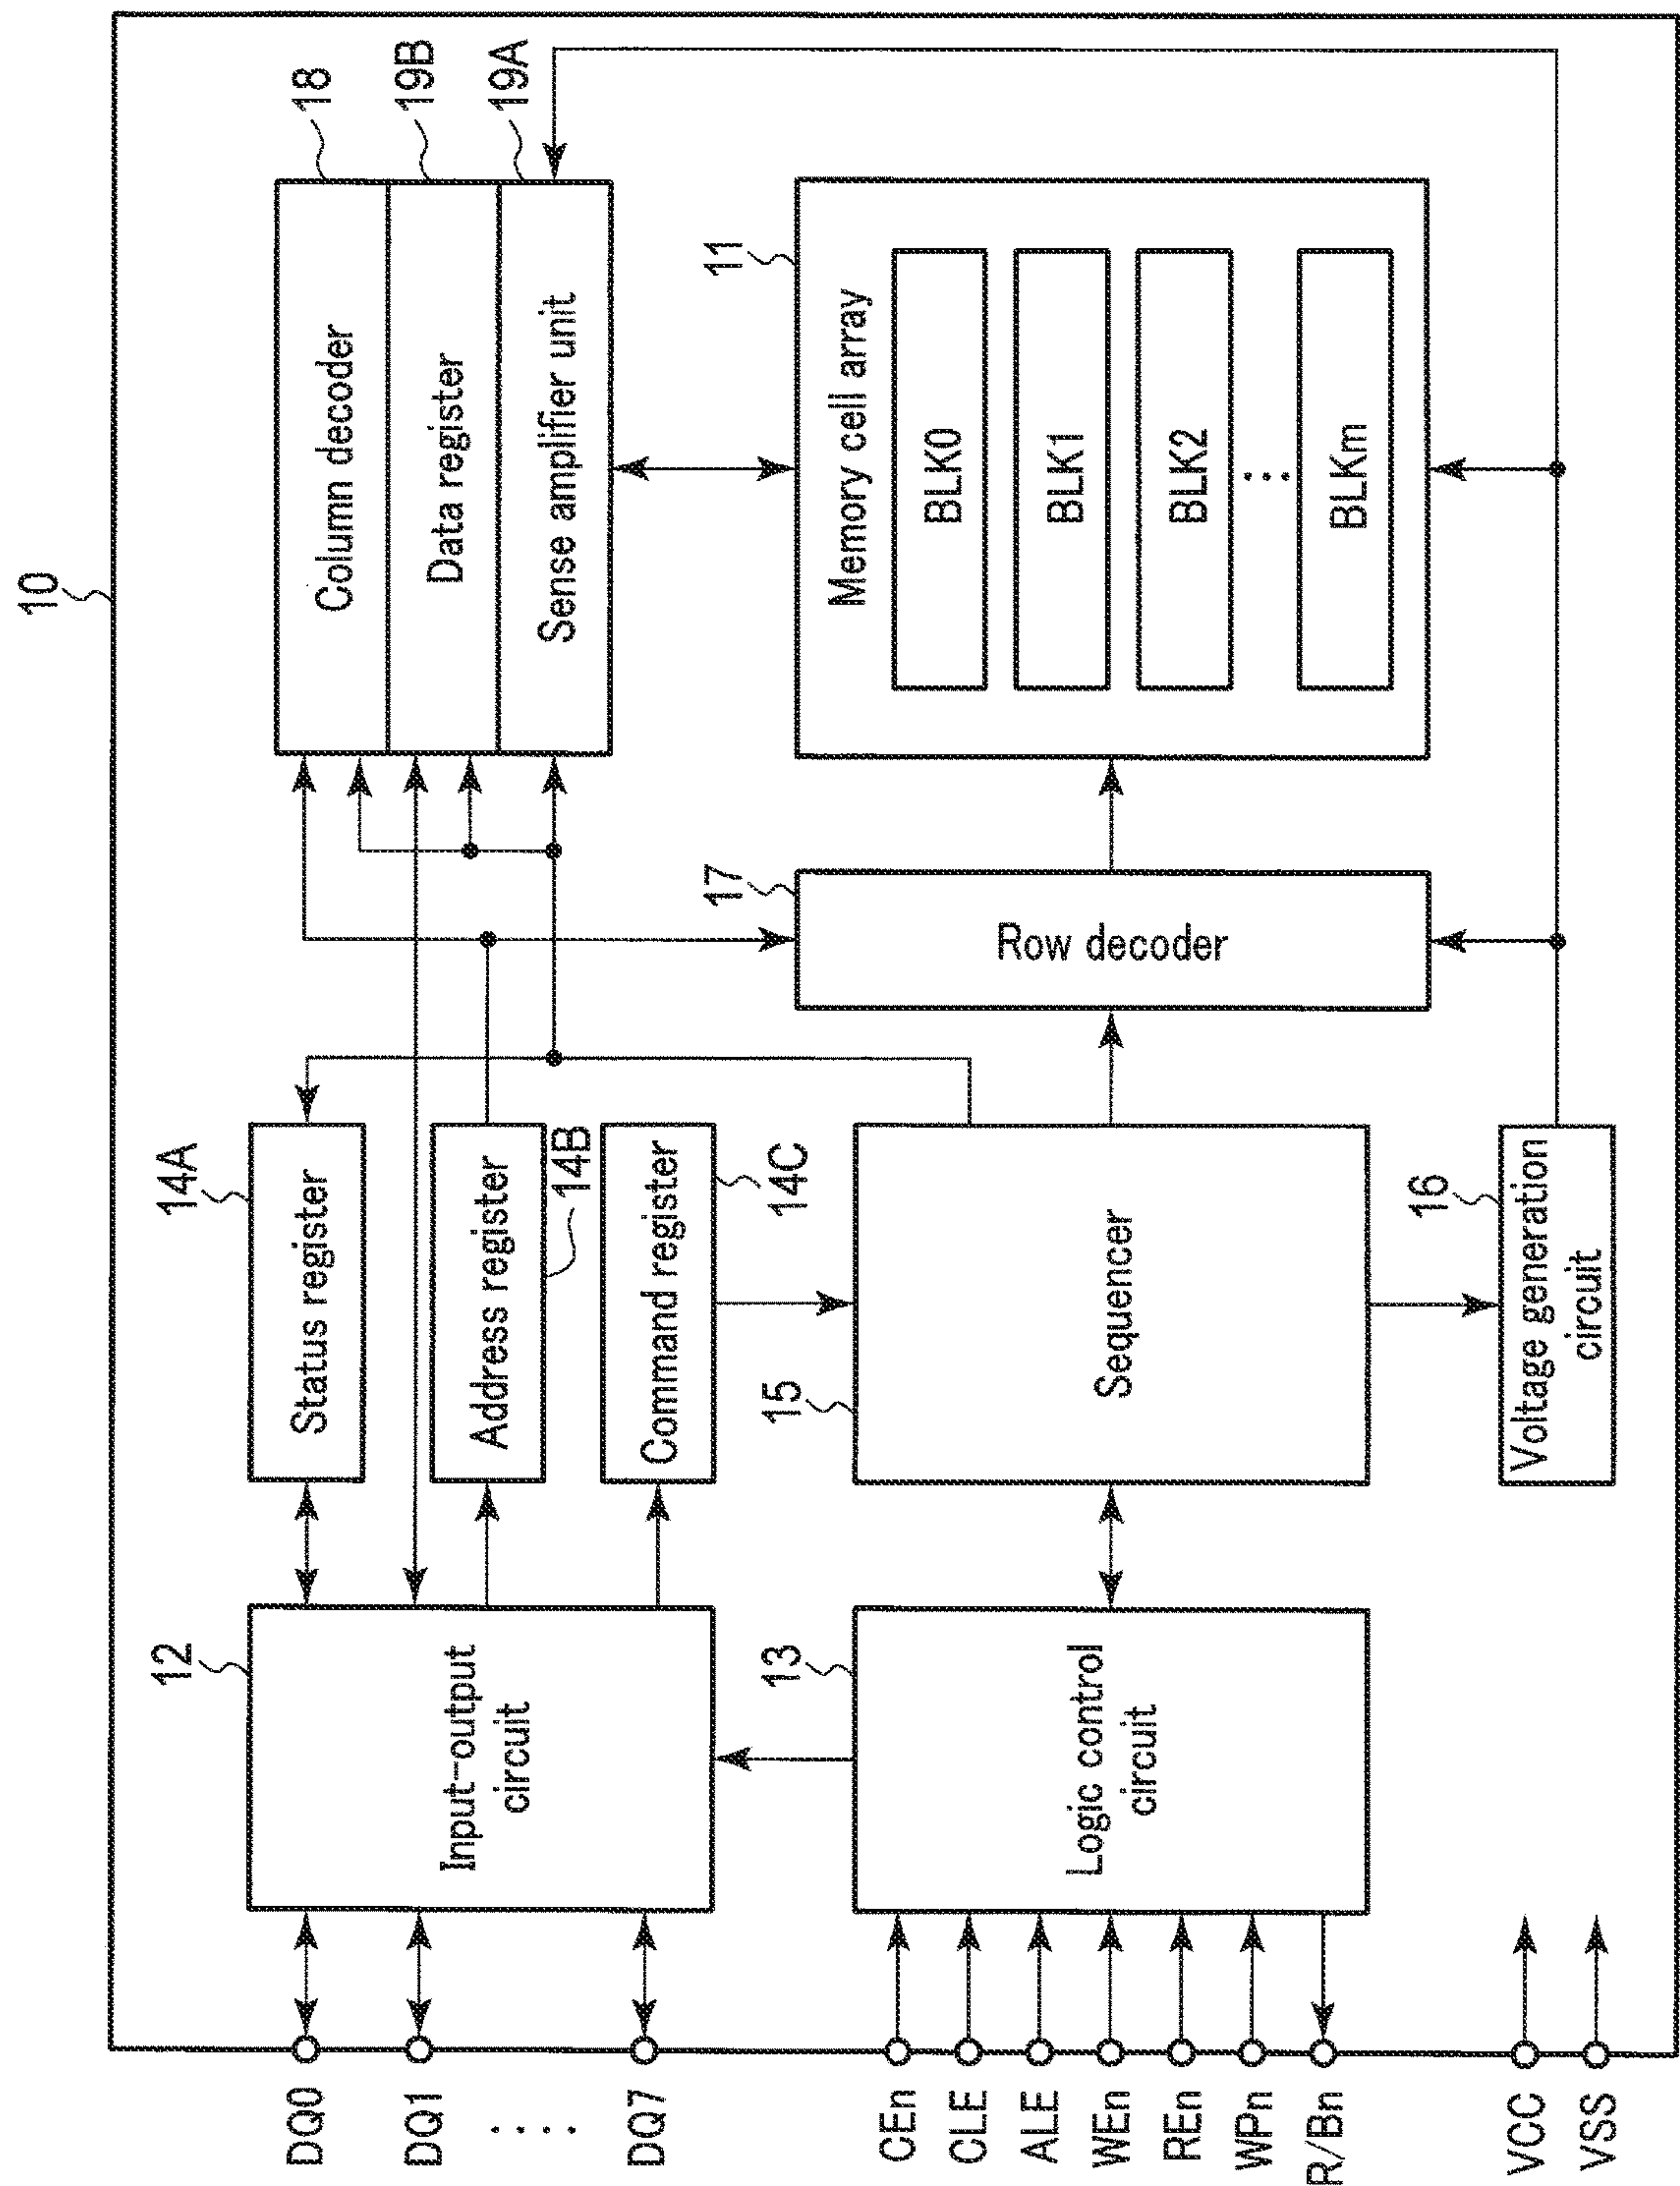 10
DQ0
DQ1
. . . .
DQ7
CEn
CLE
ALE
WEn
REn
WPn
R/Bn
VCC
VSS
12
Input-output
circuit
13
Logic control
circuit
14A
Status register
Address register
14B
Command register
14C
15
Sequencer
16
Voltage generation
circuit
17
Row decoder
18
Column decoder
19B
Data register
19A
Sense amplifier unit
11
Memory cell array
BLK0
BLK1
BLK2
...
BLKm